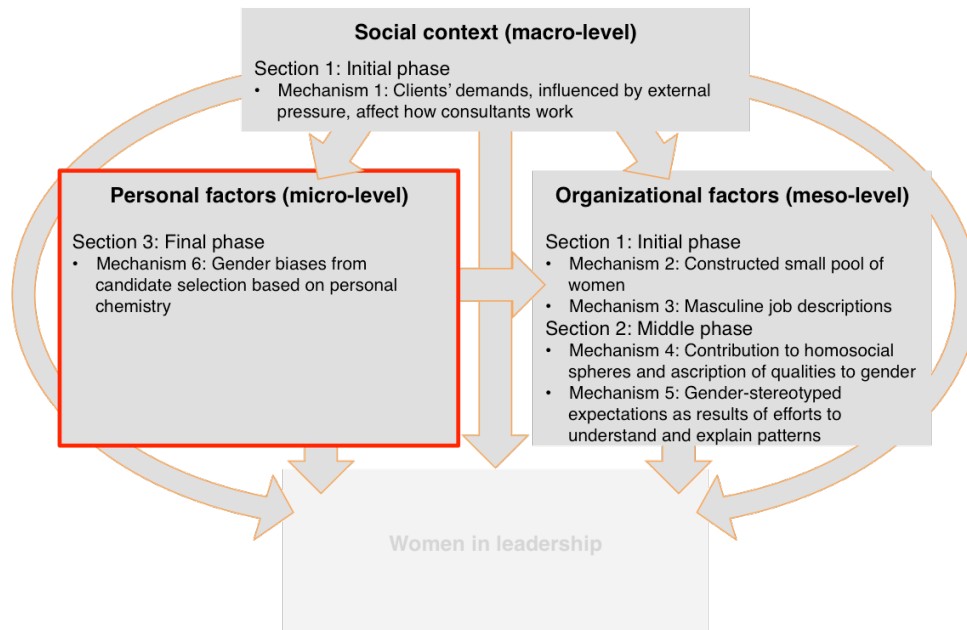 Social context (macro-level)
Section 1: Initial phase
• Mechanism 1: Clients' demands, influenced by external
pressure, affect how consultants work
Personal factors (micro-level)
Section 3: Final phase
• Mechanism 6: Gender biases from
candidate selection based on personal
chemistry
Organizational factors (meso-level)
Section 1: Initial phase
• Mechanism 2: Constructed small pool of
women
• Mechanism 3: Masculine job descriptions
Section 2: Middle phase
• Mechanism 4: Contribution to homosocial
spheres and ascription of qualities to gender
• Mechanism 5: Gender-stereotyped
expectations as results of efforts to
understand and explain patterns
Women in leadership